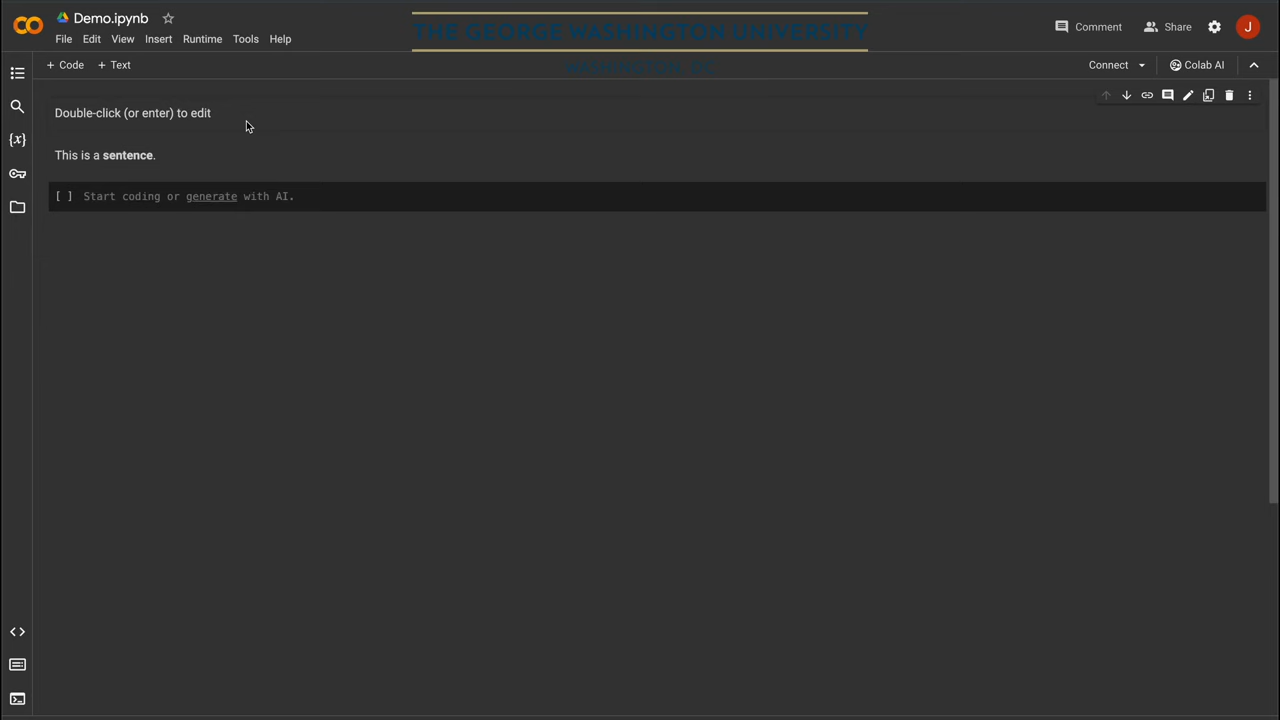 Demo.ipynb
THE GEORGE WASHINGTON UNIVERSITY
WASHINGTON, DC
Comment
Share
J
File Edit View Insert Runtime Tools Help
+ Code + Text
Connect
Colab AI
Double-click (or enter) to edit
This is a sentence.
[ ] Start coding or generate with AI.